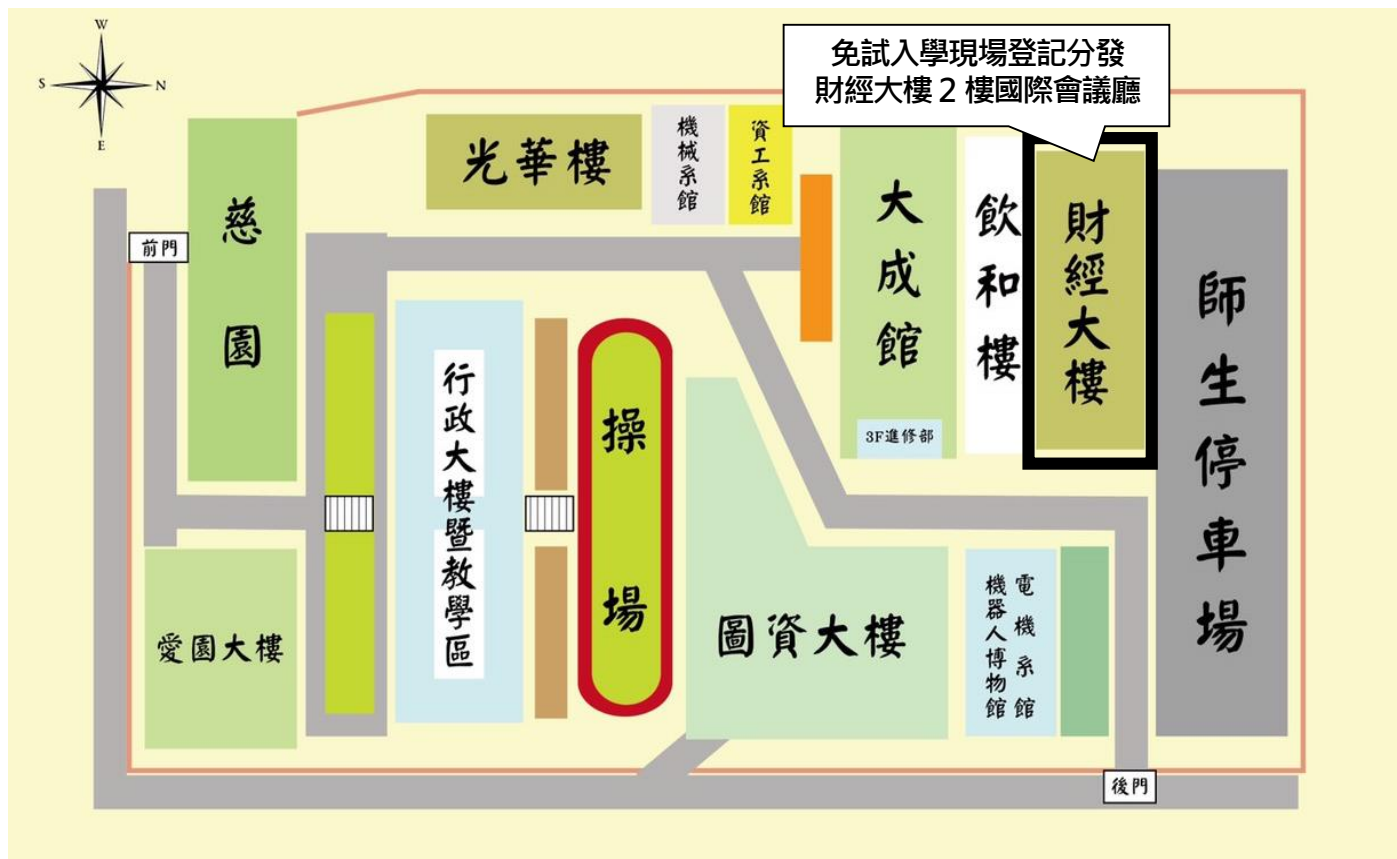 W
S
N
E
免試入學現場登記分發
財經大樓2樓國際會議廳
慈園
前門
光華樓
機械系館
資工系館
大成館
3F進修部
飲和樓
財經大樓
師生停車場
行政大樓暨教學區
操場
愛園大樓
圖資大樓
電機系館
機器人博物館
後門